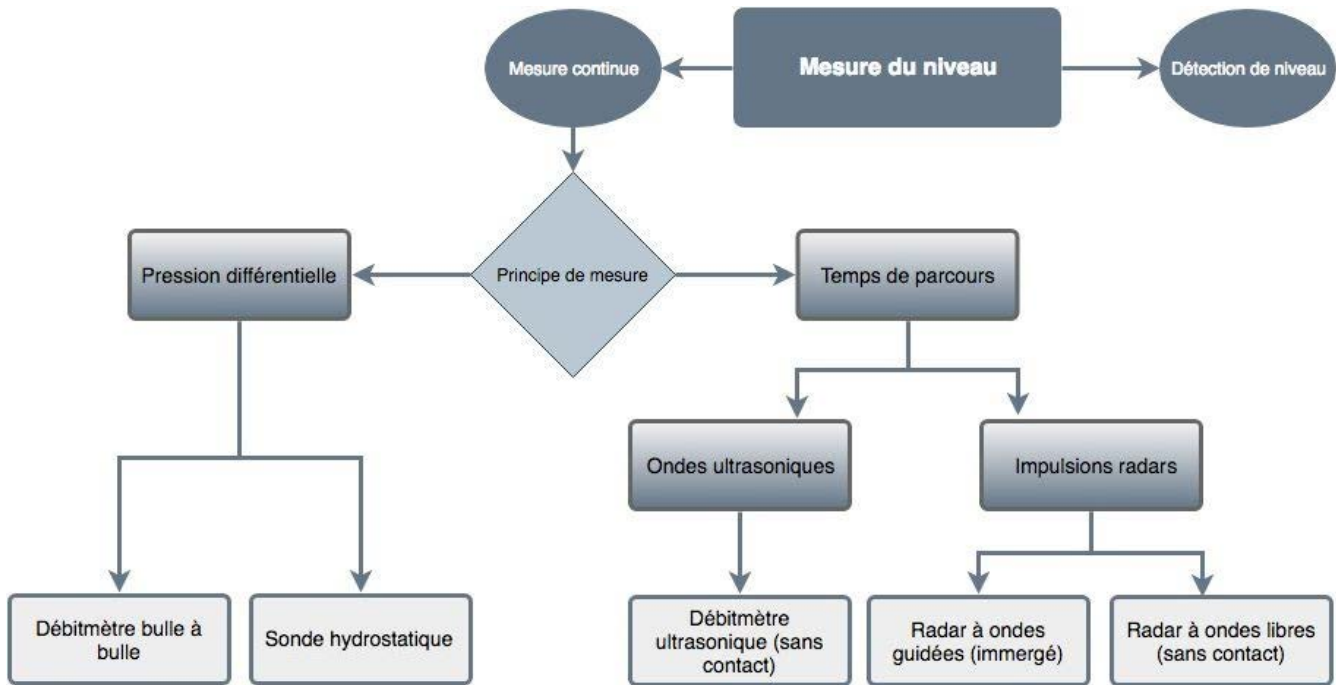 Mesure continue
Mesure du niveau
Détection de niveau
Pression différentielle
Principe de mesure
Temps de parcours
Ondes ultrasoniques
Impulsions radars
Débitmètre bulle à
bulle
Sonde hydrostatique
Débitmètre
ultrasonique (sans
contact)
Radar à ondes
guidées (immergé)
Radar à ondes libres
(sans contact)